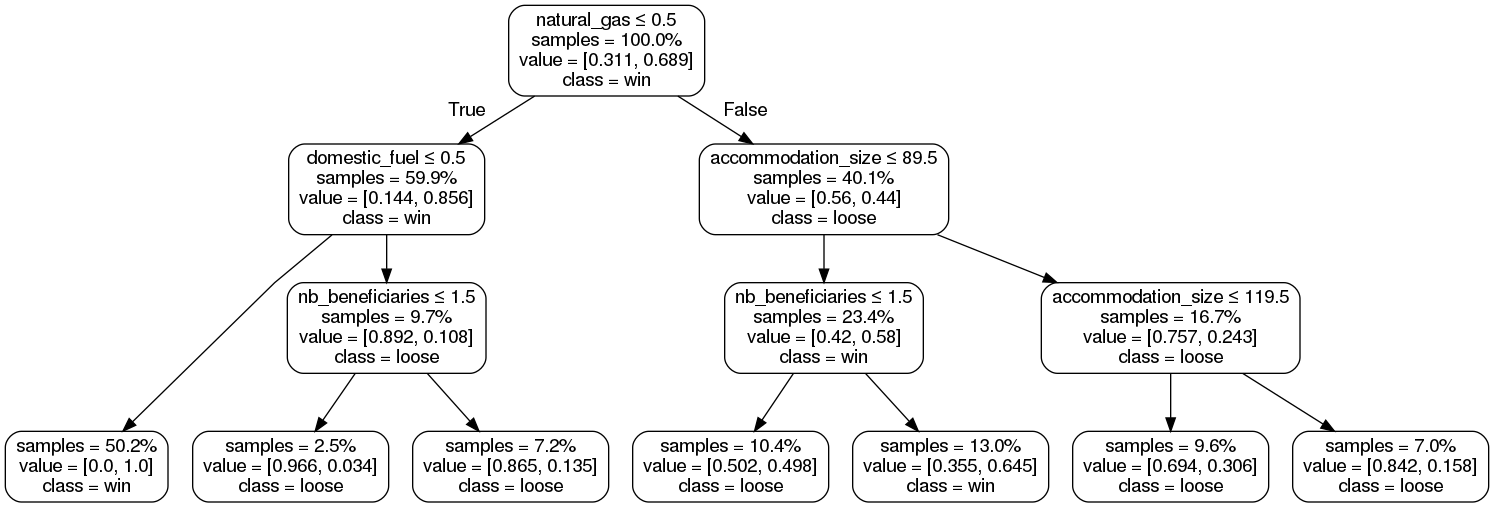 natural_gas ≤ 0.5
samples = 100.0%
value = [0.311, 0.689]
class = win
True
False
domestic_fuel ≤ 0.5
samples = 59.9%
value = [0.144, 0.856]
class = win
accommodation_size ≤ 89.5
samples = 40.1%
value = [0.56, 0.44]
class = loose
nb_beneficiaries ≤ 1.5
samples = 9.7%
value = [0.892, 0.108]
class = loose
nb_beneficiaries ≤ 1.5
samples = 23.4%
value = [0.42, 0.58]
class = win
accommodation_size ≤ 119.5
samples = 16.7%
value = [0.757, 0.243]
class = loose
samples = 50.2%
value = [0.0, 1.0]
class = win
samples = 2.5%
value = [0.966, 0.034]
class = loose
samples = 7.2%
value = [0.865, 0.135]
class = loose
samples = 10.4%
value = [0.502, 0.498]
class = loose
samples = 13.0%
value = [0.355, 0.645]
class = win
samples = 9.6%
value = [0.694, 0.306]
class = loose
samples = 7.0%
value = [0.842, 0.158]
class = loose